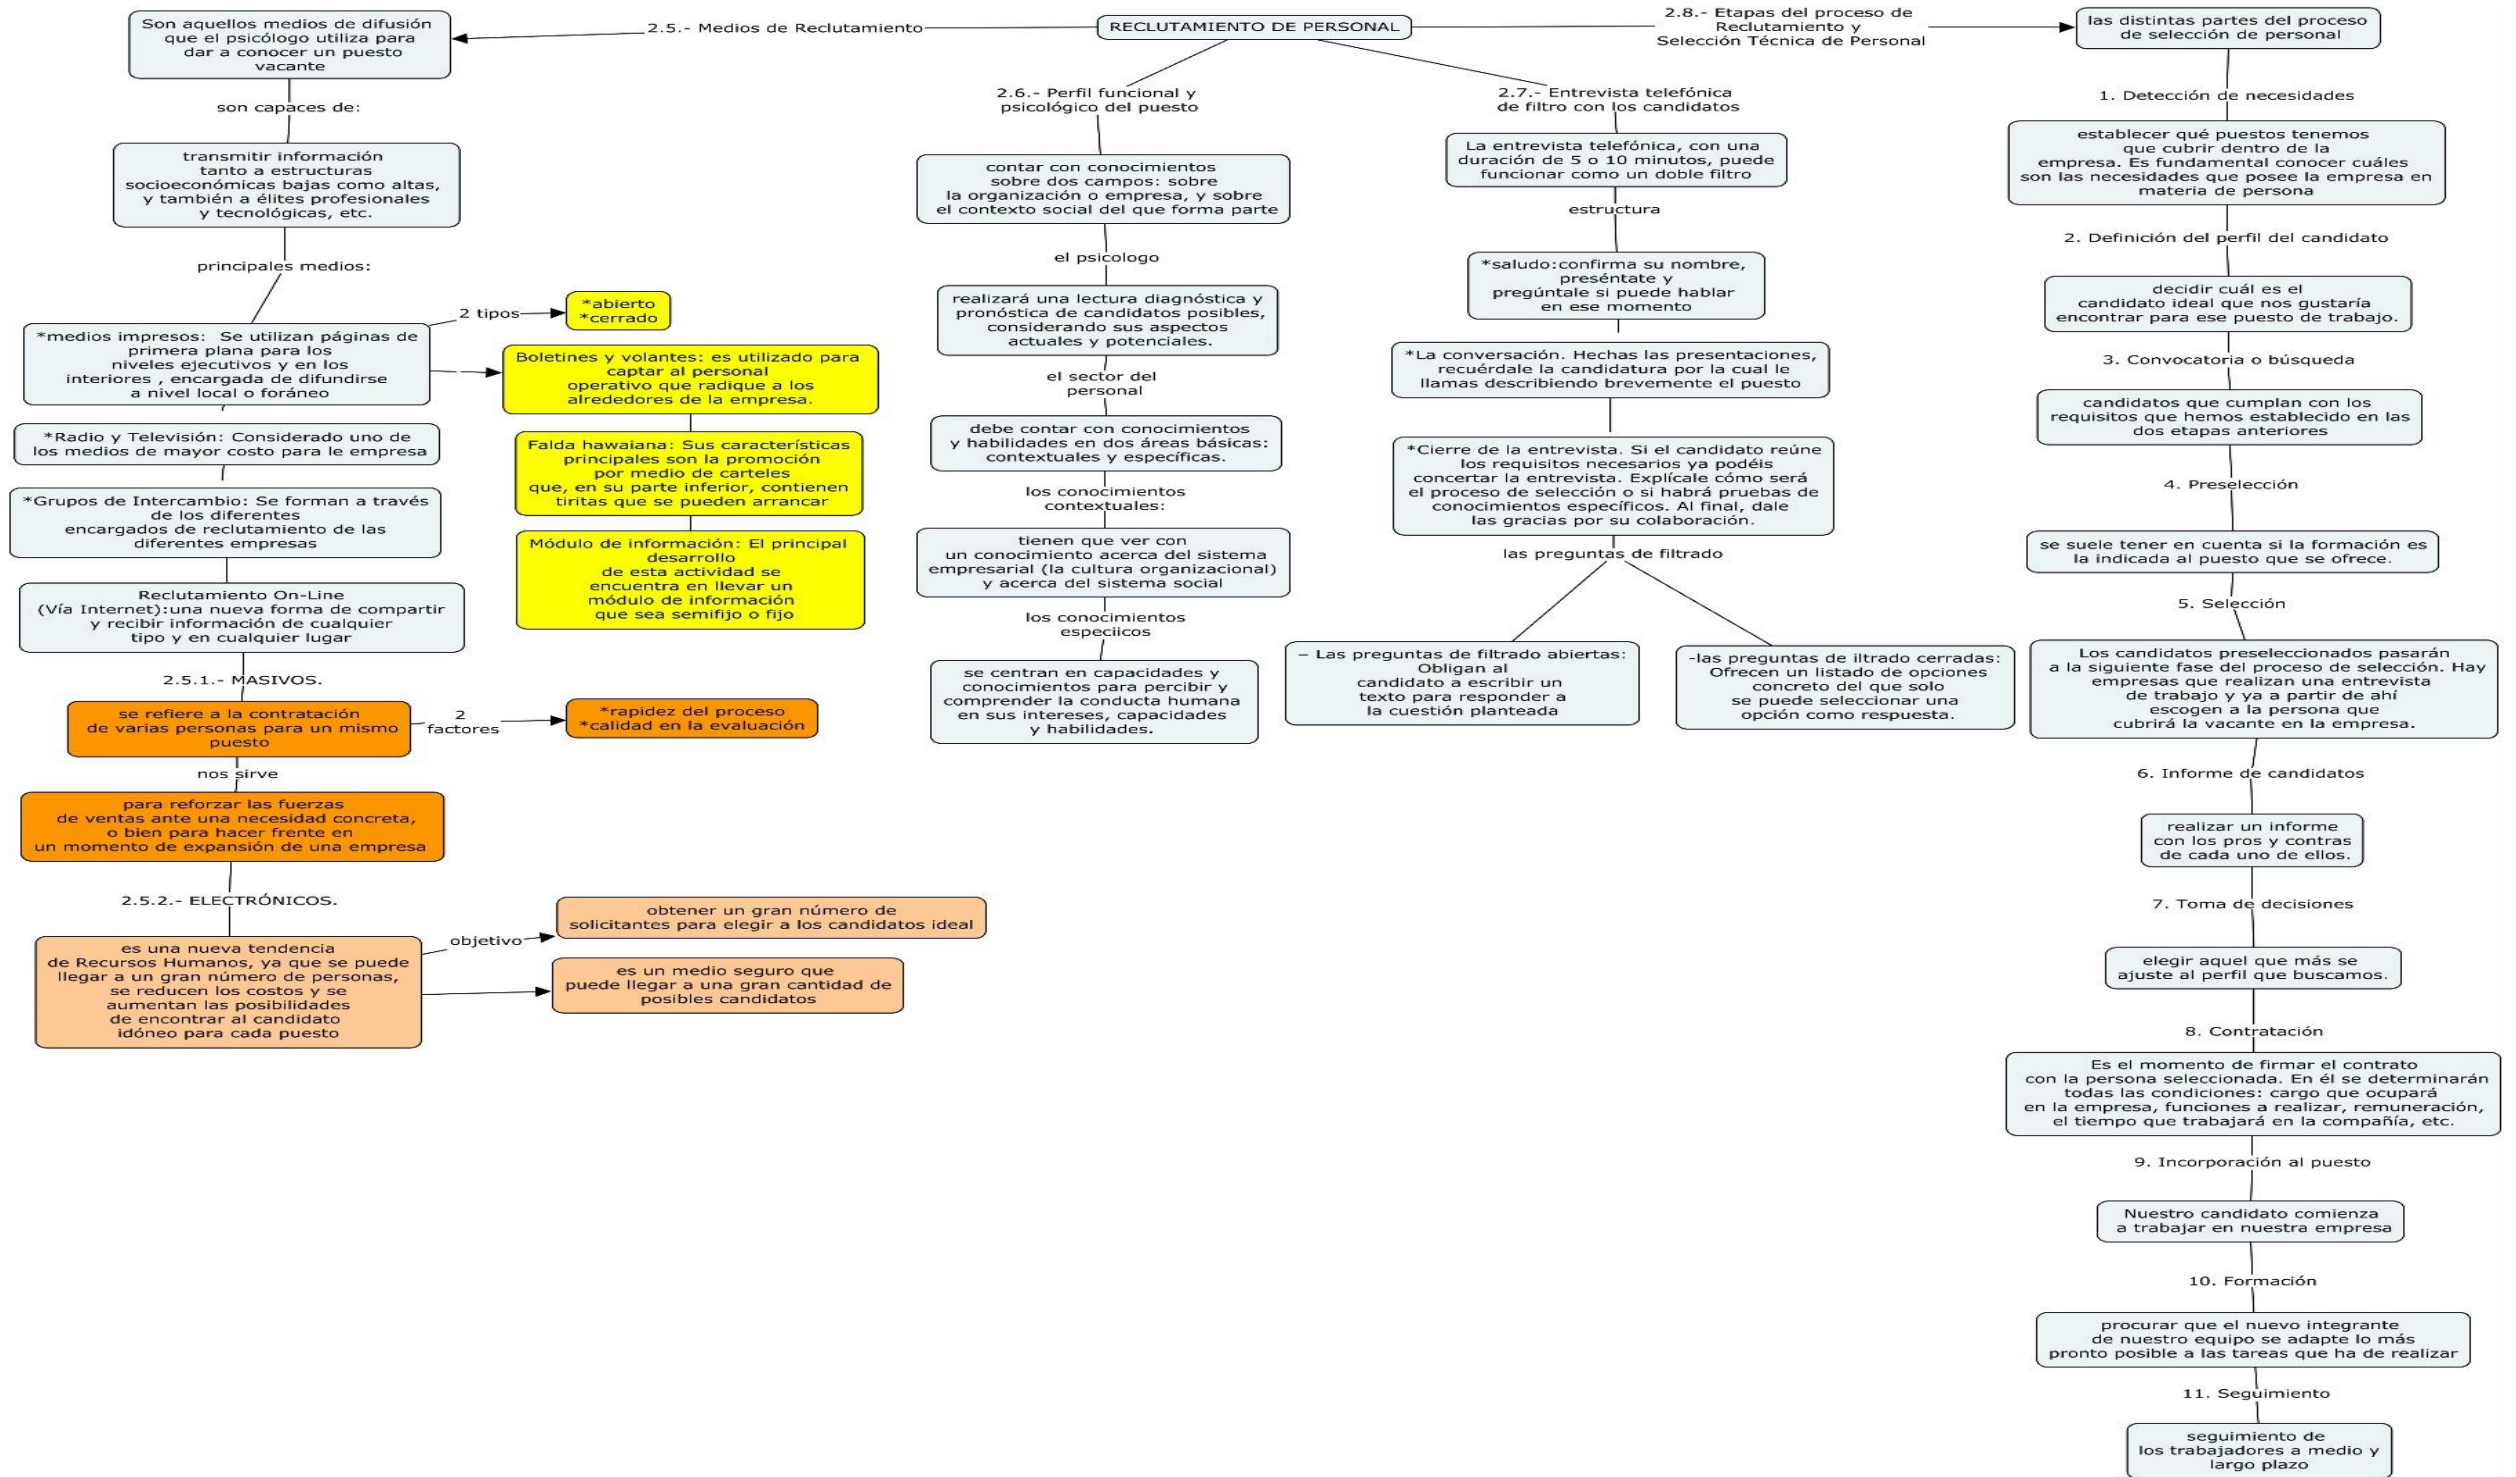 RECLUTAMIENTO DE PERSONAL
2.5.- Medios de Reclutamiento
Son aquellos medios de difusión
que el psicólogo utiliza para
dar a conocer un puesto
vacante
son capaces de:
transmitir información
tanto a estructuras
socioeconómicas bajas como altas,
y también a élites profesionales
y tecnológicas, etc.
principales medios:
*medios impresos: Se utilizan páginas de
primera plana para los
niveles ejecutivos y en los
interiores , encargada de difundirse
a nivel local o foráneo
2 tipos
*abierto
*cerrado
Boletines y volantes: es utilizado para
captar al personal
operativo que radique a los
alrededores de la empresa.
Falda hawaiana: Sus características
principales son la promoción
por medio de carteles
que, en su parte inferior, contienen
tiritas que se pueden arrancar
Módulo de información: El principal
desarrollo
de esta actividad se
encuentra en llevar un
módulo de información
que sea semifijo o fijo
*Radio y Televisión: Considerado uno de
los medios de mayor costo para le empresa
*Grupos de Intercambio: Se forman a través
de los diferentes
encargados de reclutamiento de las
diferentes empresas
Reclutamiento On-Line
(Vía Internet):una nueva forma de compartir
y recibir información de cualquier
tipo y en cualquier lugar
2.5.1.- MASIVOS.
se refiere a la contratación
de varias personas para un mismo
puesto
2
factores
*rapidez del proceso
*calidad en la evaluación
nos sirve
para reforzar las fuerzas
de ventas ante una necesidad concreta,
o bien para hacer frente en
un momento de expansión de una empresa
2.5.2.- ELECTRÓNICOS.
es una nueva tendencia
de Recursos Humanos, ya que se puede
llegar a un gran número de personas,
se reducen los costos y se
aumentan las posibilidades
de encontrar al candidato
idóneo para cada puesto
objetivo
obtener un gran número de
solicitantes para elegir a los candidatos ideal
es un medio seguro que
puede llegar a una gran cantidad de
posibles candidatos
2.6.- Perfil funcional y
psicológico del puesto
contar con conocimientos
sobre dos campos: sobre
la organización o empresa, y sobre
el contexto social del que forma parte
el psicologo
realizará una lectura diagnóstica y
pronóstica de candidatos posibles,
considerando sus aspectos
actuales y potenciales.
el sector del
personal
debe contar con conocimientos
y habilidades en dos áreas básicas:
contextuales y específicas.
los conocimientos
contextuales:
tienen que ver con
un conocimiento acerca del sistema
empresarial (la cultura organizacional)
y acerca del sistema social
los conocimientos
especiicos
se centran en capacidades y
conocimientos para percibir y
comprender la conducta humana
en sus intereses, capacidades
y habilidades.
2.7.- Entrevista telefónica
de filtro con los candidatos
La entrevista telefónica, con una
duración de 5 o 10 minutos, puede
funcionar como un doble filtro
estructura
*saludo:confirma su nombre,
preséntate y
pregúntale si puede hablar
en ese momento
*La conversación. Hechas las presentaciones,
recuérdale la candidatura por la cual le
llamas describiendo brevemente el puesto
*Cierre de la entrevista. Si el candidato reúne
los requisitos necesarios ya podéis
concertar la entrevista. Explícale cómo será
el proceso de selección o si habrá pruebas de
conocimientos específicos. Al final, dale
las gracias por su colaboración.
las preguntas de filtrado
– Las preguntas de filtrado abiertas:
Obligan al
candidato a escribir un
texto para responder a
la cuestión planteada
-las preguntas de iltrado cerradas:
Ofrecen un listado de opciones
concreto del que solo
se puede seleccionar una
opción como respuesta.
2.8.- Etapas del proceso de
Reclutamiento y
Selección Técnica de Personal
las distintas partes del proceso
de selección de personal
1. Detección de necesidades
establecer qué puestos tenemos
que cubrir dentro de la
empresa. Es fundamental conocer cuáles
son las necesidades que posee la empresa en
materia de persona
2. Definición del perfil del candidato
decidir cuál es el
candidato ideal que nos gustaría
encontrar para ese puesto de trabajo.
3. Convocatoria o búsqueda
candidatos que cumplan con los
requisitos que hemos establecido en las
dos etapas anteriores
4. Preselección
se suele tener en cuenta si la formación es
la indicada al puesto que se ofrece.
5. Selección
Los candidatos preseleccionados pasarán
a la siguiente fase del proceso de selección. Hay
empresas que realizan una entrevista
de trabajo y ya a partir de ahí
escogen a la persona que
cubrirá la vacante en la empresa.
6. Informe de candidatos
realizar un informe
con los pros y contras
de cada uno de ellos.
7. Toma de decisiones
elegir aquel que más se
ajuste al perfil que buscamos.
8. Contratación
Es el momento de firmar el contrato
con la persona seleccionada. En él se determinarán
todas las condiciones: cargo que ocupará
en la empresa, funciones a realizar, remuneración,
el tiempo que trabajará en la compañía, etc.
9. Incorporación al puesto
Nuestro candidato comienza
a trabajar en nuestra empresa
10. Formación
procurar que el nuevo integrante
de nuestro equipo se adapte lo más
pronto posible a las tareas que ha de realizar
11. Seguimiento
seguimiento de
los trabajadores a medio y
largo plazo